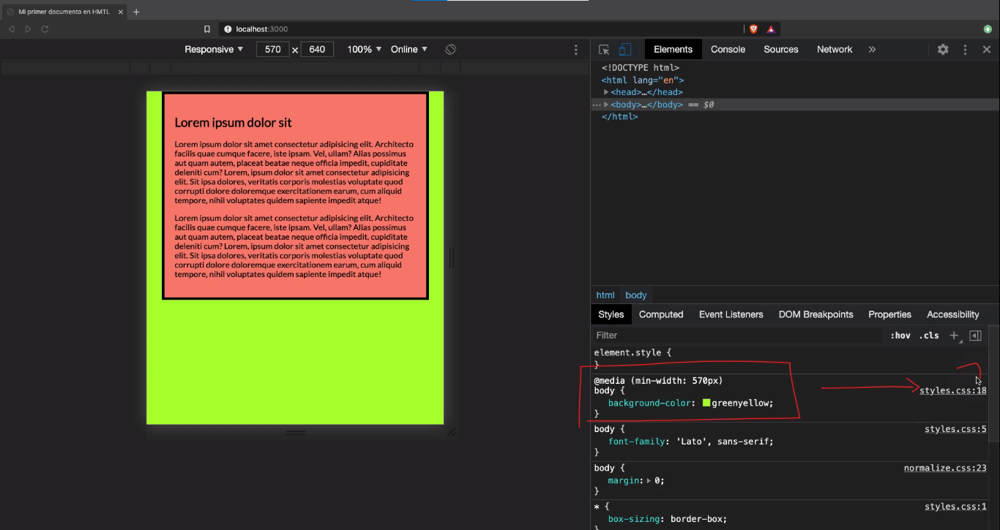 Mi primer documento en HMTL
localhost:3000
Responsive 570 × 640 100% Online
Elements Console Sources Network »
<!DOCTYPE html>
<html lang="en">
<head>…</head>
<body>…</body> == $0
</html>
Lorem ipsum dolor sit
Lorem ipsum dolor sit amet consectetur adipisicing elit. Architecto
facilis quae cumque facere, iste ipsam. Vel, ullam? Alias possimus
aut quam autem, placeat beatae neque officia impedit, cupiditate
deleniti cum? Lorem, ipsum dolor sit amet consectetur adipisicing
elit. Sit ipsa dolores, veritatis corporis molestias voluptate quod
corrupti dolore doloremque exercitationem earum, cum aliquid
tempore, nihil voluptates quidem sapiente impedit atque!
Lorem ipsum dolor sit amet consectetur adipisicing elit. Architecto
facilis quae cumque facere, iste ipsam. Vel, ullam? Alias possimus
aut quam autem, placeat beatae neque officia impedit, cupiditate
deleniti cum? Lorem, ipsum dolor sit amet consectetur adipisicing
elit. Sit ipsa dolores, veritatis corporis molestias voluptate quod
corrupti dolore doloremque exercitationem earum, cum aliquid
tempore, nihil voluptates quidem sapiente impedit atque!
html body
Styles Computed Event Listeners DOM Breakpoints Properties Accessibility
Filter :hov .cls +
element.style {
}
@media (min-width: 570px)
body { styles.css:18
background-color: greenyellow;
}
body { styles.css:5
font-family: 'Lato', sans-serif;
}
body { normalize.css:23
margin: 0;
}
* { styles.css:1
box-sizing: border-box;
}